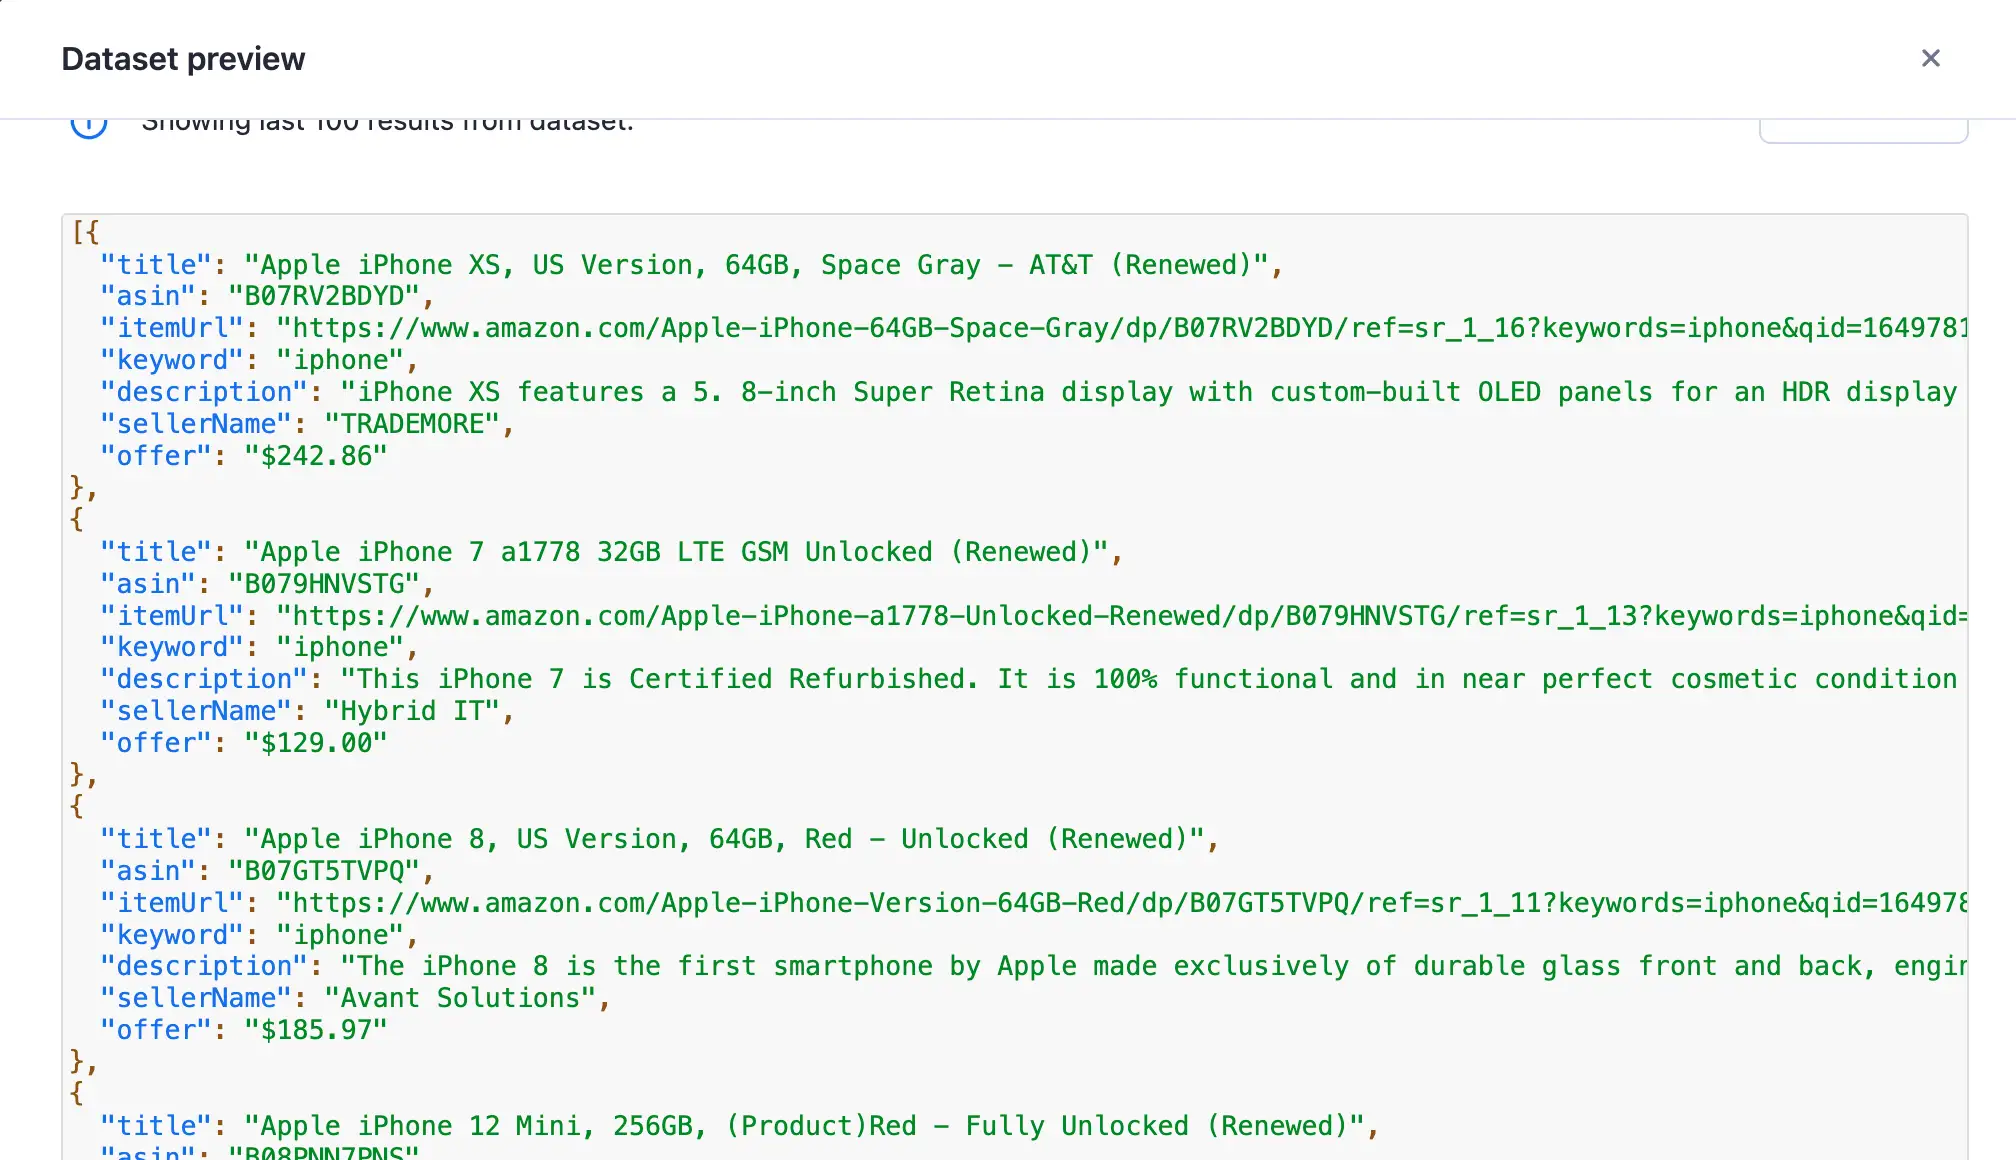 Dataset preview
Showing last 100 results from dataset.
[{
"title": "Apple iPhone XS, US Version, 64GB, Space Gray - AT&T (Renewed)",
"asin": "B07RV2BDYD",
"itemUrl": "https://www.amazon.com/Apple-iPhone-64GB-Space-Gray/dp/B07RV2BDYD/ref=sr_1_16?keywords=iphone&qid=1649781
"keyword": "iphone",
"description": "iPhone XS features a 5. 8-inch Super Retina display with custom-built OLED panels for an HDR display
"sellerName": "TRADEMORE",
"offer": "$242.86"
},
{
"title": "Apple iPhone 7 a1778 32GB LTE GSM Unlocked (Renewed)",
"asin": "B079HNVSTG",
"itemUrl": "https://www.amazon.com/Apple-iPhone-a1778-Unlocked-Renewed/dp/B079HNVSTG/ref=sr_1_13?keywords=iphone&qid=
"keyword": "iphone",
"description": "This iPhone 7 is Certified Refurbished. It is 100% functional and in near perfect cosmetic condition
"sellerName": "Hybrid IT",
"offer": "$129.00"
},
{
"title": "Apple iPhone 8, US Version, 64GB, Red - Unlocked (Renewed)",
"asin": "B07GT5TVPQ",
"itemUrl": "https://www.amazon.com/Apple-iPhone-Version-64GB-Red/dp/B07GT5TVPQ/ref=sr_1_11?keywords=iphone&qid=164978
"keyword": "iphone",
"description": "The iPhone 8 is the first smartphone by Apple made exclusively of durable glass front and back, engin
"sellerName": "Avant Solutions",
"offer": "$185.97"
},
{
"title": "Apple iPhone 12 Mini, 256GB, (Product)Red - Fully Unlocked (Renewed)",
"asin": "B08PNN7PNS"